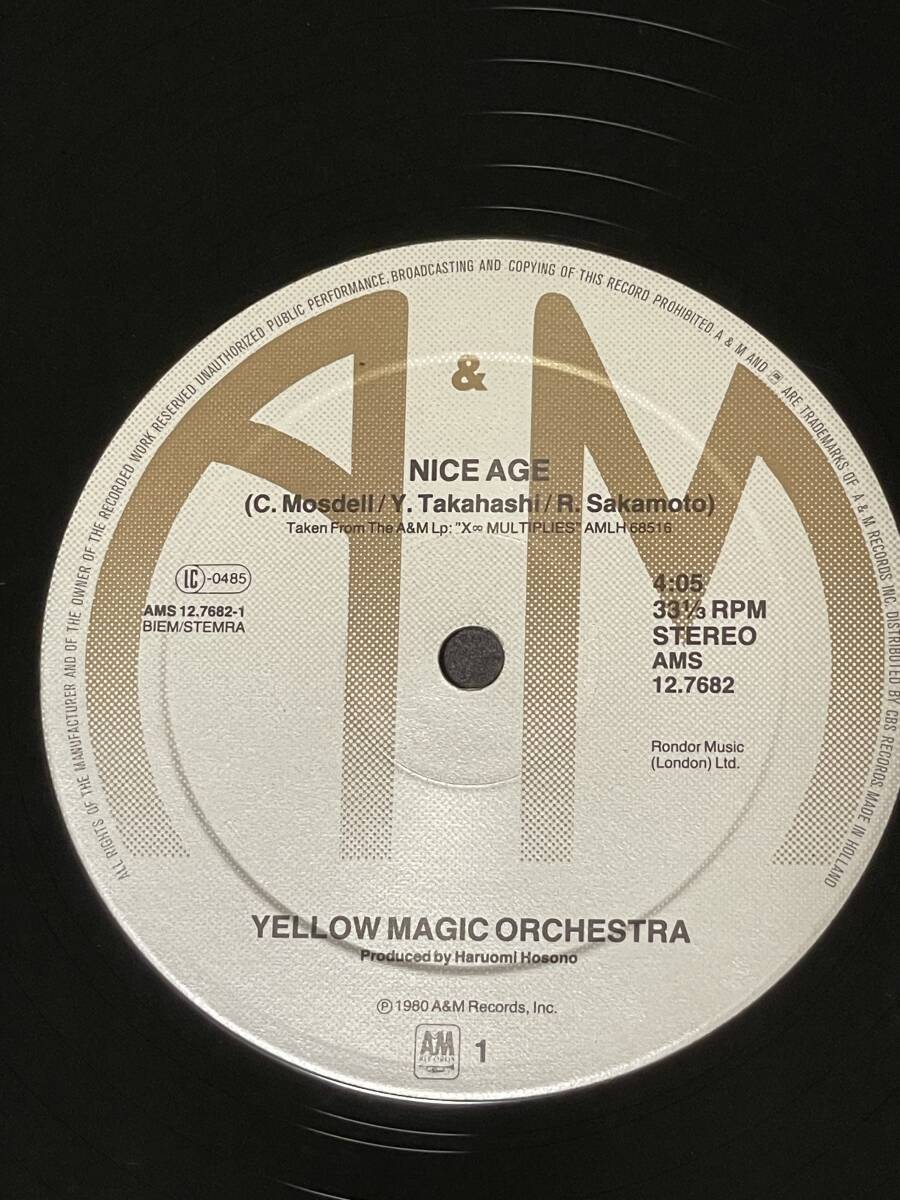 ALL RIGHTS OF THE MANUFACTURER AND OF THE OWNER OF THE RECORDED WORK RESERVED UNAUTHORIZED PUBLIC PERFORMANCE, BROADCASTING AND COPYING OF THIS RECORD PROHIBITED. A & M AND ARE TRADEMARKS OF A & M RECORDS INC. DISTRIBUTED BY CBS RECORDS. MADE IN HOLLAND
A & M
NICE AGE
(C. Mosdell/Y. Takahashi/R. Sakamoto)
Taken From The A&M Lp: "X∞ MULTIPLIES" AMLH 68516
LC-0485
AMS 12.7682-1
BIEM/STEMRA
4:05
33⅓ RPM
STEREO
AMS
12.7682
Rondor Music
(London) Ltd.
YELLOW MAGIC ORCHESTRA
Produced by Haruomi Hosono
℗ 1980 A&M Records, Inc.
AM
RECORDS
1